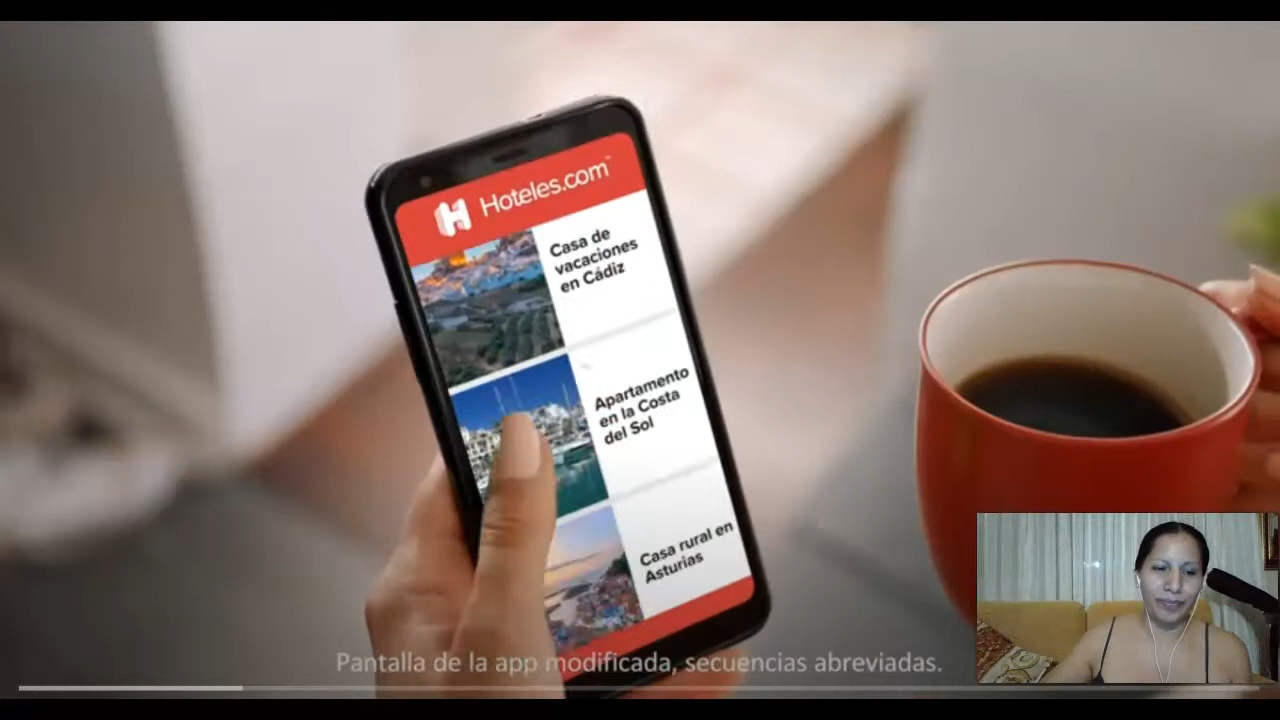 Hoteles.com™
Casa de
vacaciones
en Cádiz
Apartamento
en la Costa
del Sol
Casa rural en
Asturias
Pantalla de la app modificada, secuencias abreviadas.